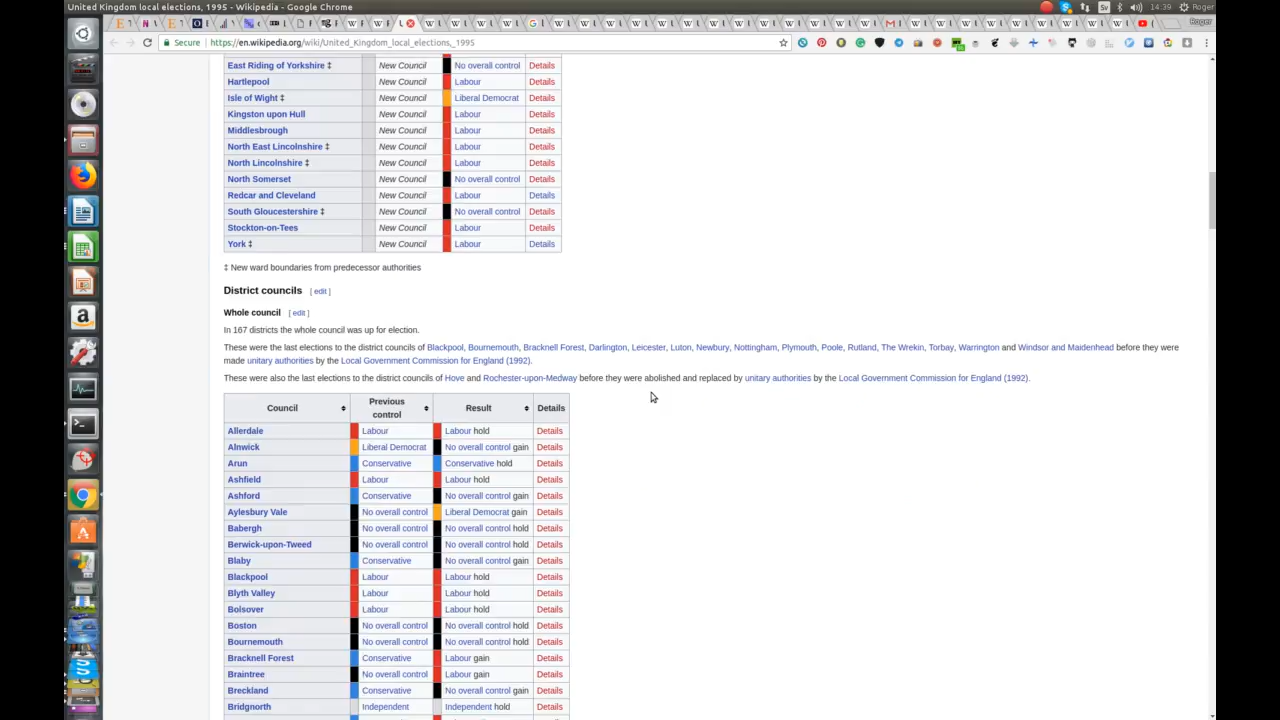 United Kingdom local elections, 1995 - Wikipedia - Google Chrome
Sv
14:39
Roger
Roger
Secure
https://en.wikipedia.org/wiki/United_Kingdom_local_elections,_1995
East Riding of Yorkshire ‡ New Council No overall control Details
Hartlepool New Council Labour Details
Isle of Wight ‡ New Council Liberal Democrat Details
Kingston upon Hull New Council Labour Details
Middlesbrough New Council Labour Details
North East Lincolnshire ‡ New Council Labour Details
North Lincolnshire ‡ New Council Labour Details
North Somerset New Council No overall control Details
Redcar and Cleveland New Council Labour Details
South Gloucestershire ‡ New Council No overall control Details
Stockton-on-Tees New Council Labour Details
York ‡ New Council Labour Details
‡ New ward boundaries from predecessor authorities
District councils [ edit ]
Whole council [ edit ]
In 167 districts the whole council was up for election.
These were the last elections to the district councils of Blackpool, Bournemouth, Bracknell Forest, Darlington, Leicester, Luton, Newbury, Nottingham, Plymouth, Poole, Rutland, The Wrekin, Torbay, Warrington and Windsor and Maidenhead before they were
made unitary authorities by the Local Government Commission for England (1992).
These were also the last elections to the district councils of Hove and Rochester-upon-Medway before they were abolished and replaced by unitary authorities by the Local Government Commission for England (1992).
Council Previous control Result Details
Allerdale Labour Labour hold Details
Alnwick Liberal Democrat No overall control gain Details
Arun Conservative Conservative hold Details
Ashfield Labour Labour hold Details
Ashford Conservative No overall control gain Details
Aylesbury Vale No overall control Liberal Democrat gain Details
Babergh No overall control No overall control hold Details
Berwick-upon-Tweed No overall control No overall control hold Details
Blaby Conservative No overall control gain Details
Blackpool Labour Labour hold Details
Blyth Valley Labour Labour hold Details
Bolsover Labour Labour hold Details
Boston No overall control No overall control hold Details
Bournemouth No overall control No overall control hold Details
Bracknell Forest Conservative Labour gain Details
Braintree No overall control Labour gain Details
Breckland Conservative No overall control gain Details
Bridgnorth Independent Independent hold Details